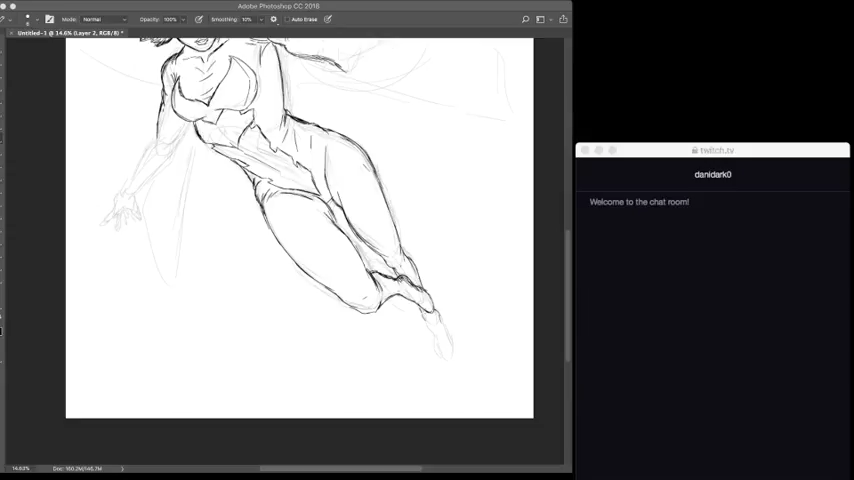 Adobe Photoshop CC 2018
Mode: Normal Opacity: 100% Smoothing: 10% Auto Erase
Untitled-1 @ 14.6% (Layer 2, RGB/8) *
twitch.tv
danidark0
Welcome to the chat room!